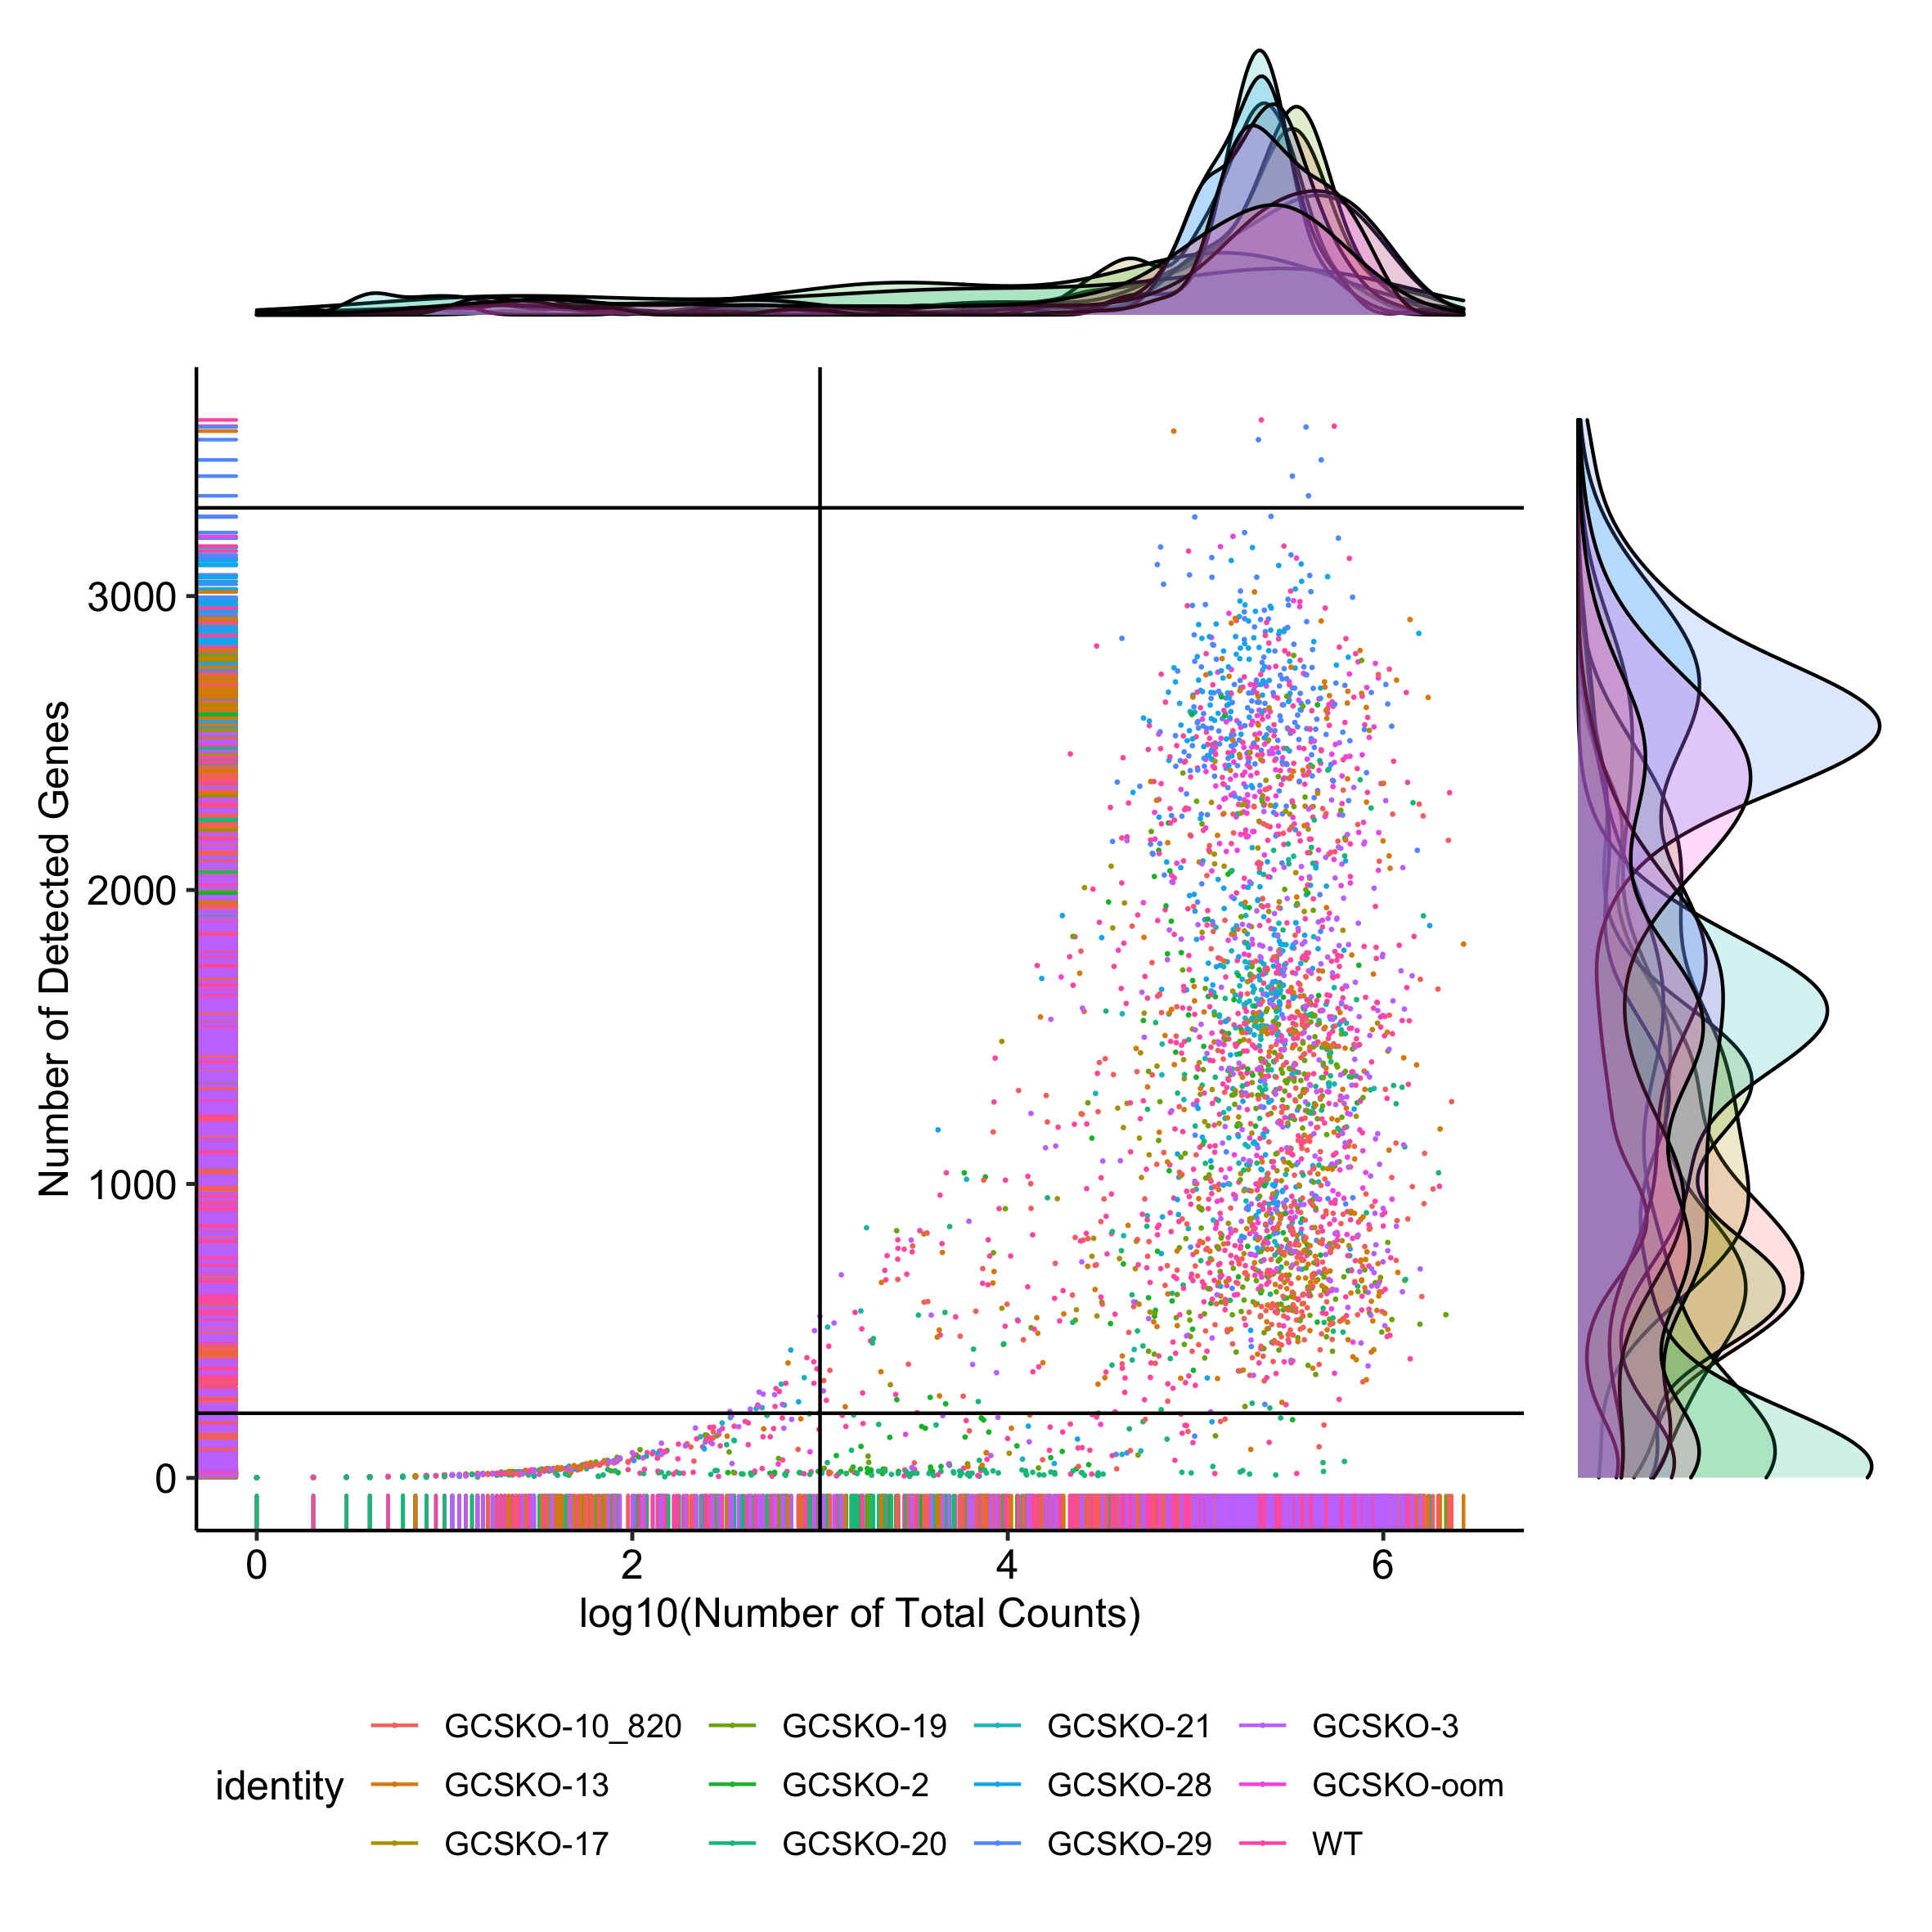 3000
2000
1000
0
Number of Detected Genes
0 2 4 6
log10(Number of Total Counts)
GCSKO-10_820 GCSKO-19 GCSKO-21 GCSKO-3
identity GCSKO-13 GCSKO-2 GCSKO-28 GCSKO-oom
GCSKO-17 GCSKO-20 GCSKO-29 WT